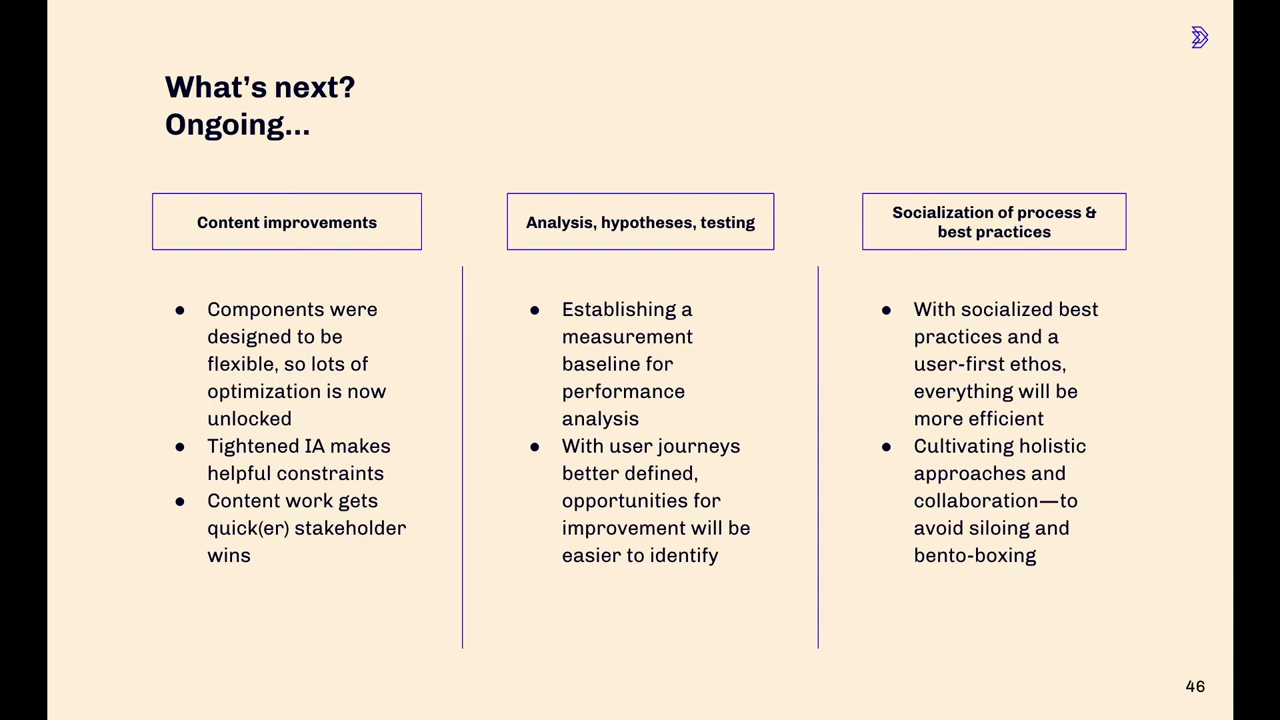 What's next?
Ongoing...
Content improvements
● Components were
designed to be
flexible, so lots of
optimization is now
unlocked
● Tightened IA makes
helpful constraints
● Content work gets
quick(er) stakeholder
wins
Analysis, hypotheses, testing
● Establishing a
measurement
baseline for
performance
analysis
● With user journeys
better defined,
opportunities for
improvement will be
easier to identify
Socialization of process &
best practices
● With socialized best
practices and a
user-first ethos,
everything will be
more efficient
● Cultivating holistic
approaches and
collaboration—to
avoid siloing and
bento-boxing
46